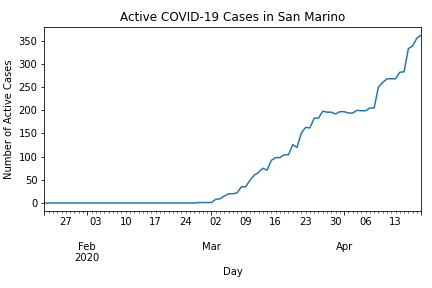 Active COVID-19 Cases in San Marino
Number of Active Cases
350
300
250
200
150
100
50
0
27 03 10 17 24 02 09 16 23 30 06 13
Feb Mar Apr
2020
Day